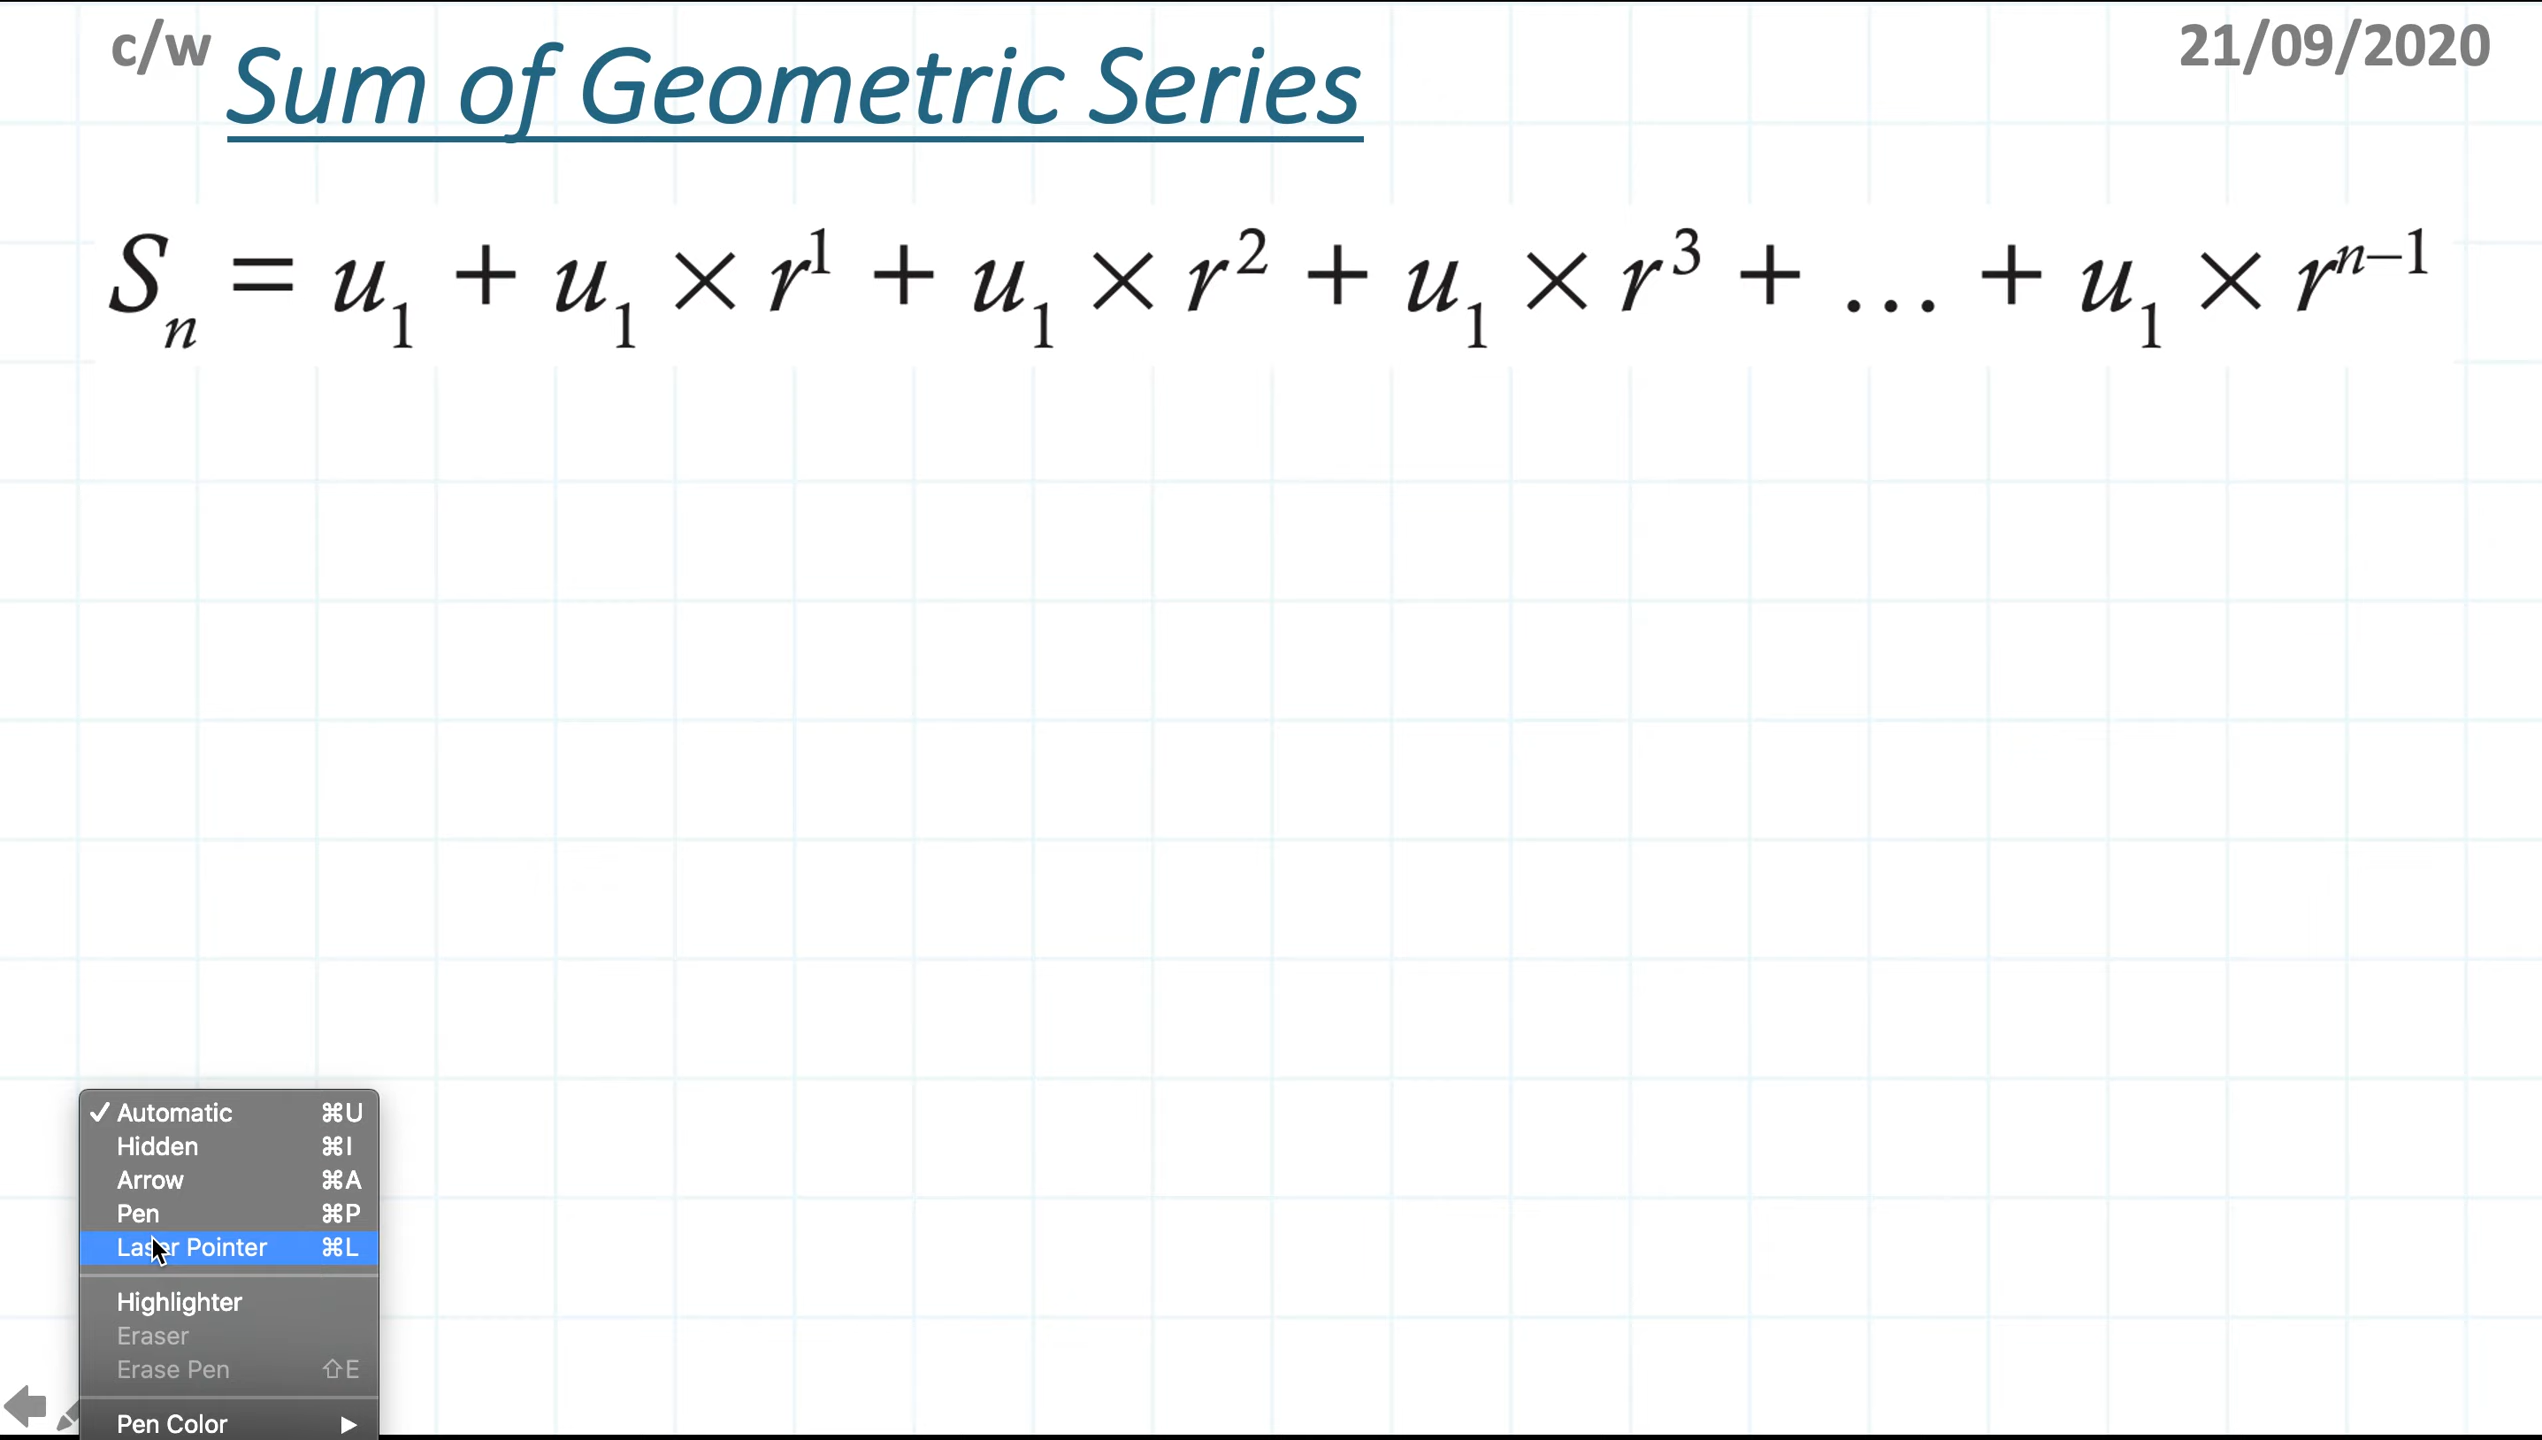 c/w Sum of Geometric Series 21/09/2020
Sₙ = u₁ + u₁ × r¹ + u₁ × r² + u₁ × r³ + … + u₁ × rⁿ⁻¹
✓ Automatic ⌘U
Hidden ⌘I
Arrow ⌘A
Pen ⌘P
Laser Pointer ⌘L
Highlighter
Eraser
Erase Pen ⇧E
Pen Color ▶